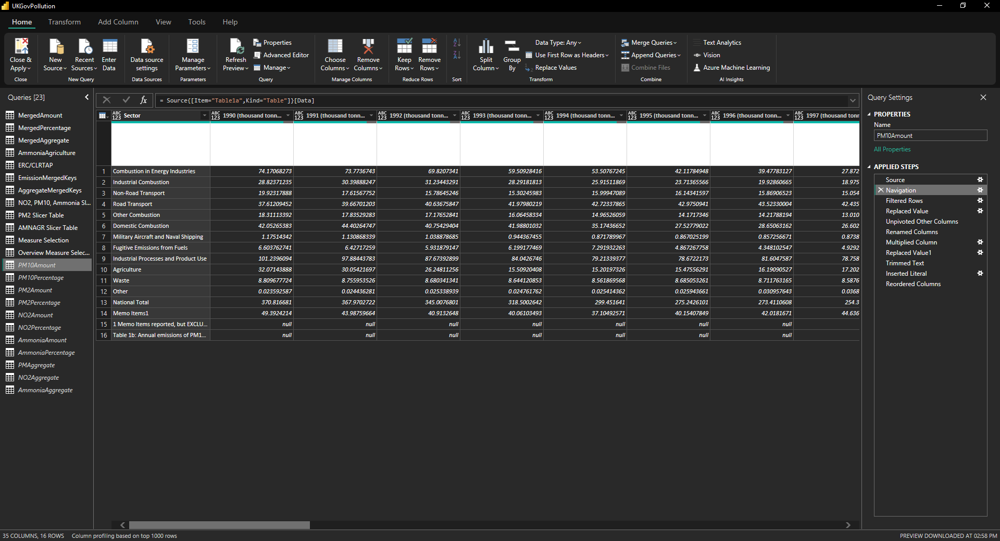 UKGovPollution
Home Transform Add Column View Tools Help
Close & Apply
Close
New Source
Recent Sources
Enter Data
New Query
Data source settings
Data Sources
Manage Parameters
Parameters
Refresh Preview
Properties
Advanced Editor
Manage
Query
Choose Columns
Remove Columns
Manage Columns
Keep Rows
Remove Rows
Reduce Rows
Sort
Split Column
Group By
Data Type: Any
Use First Row as Headers
Replace Values
Transform
Merge Queries
Append Queries
Combine Files
Combine
Text Analytics
Vision
Azure Machine Learning
AI Insights
Queries [23]
MergedAmount
MergedPercentage
MergedAggregate
AmmoniaAgriculture
ERC/CLRTAP
EmissionMergedKeys
AggregateMergedKeys
NO2, PM10, Ammonia Sl...
PM2 Slicer Table
AMNAGR Slicer Table
Measure Selection
Overview Measure Selec...
PM10Amount
PM10Percentage
PM2Amount
PM2Percentage
NO2Amount
NO2Percentage
AmmoniaAmount
AmmoniaPercentage
PMAggregate
NO2Aggregate
AmmoniaAggregate
fx = Source{[Item="Table1a",Kind="Table"]}[Data]
ABC 123 Sector ABC 123 1990 (thousand tonn... ABC 123 1991 (thousand tonn... ABC 123 1992 (thousand tonn... ABC 123 1993 (thousand tonn... ABC 123 1994 (thousand tonn... ABC 123 1995 (thousand tonn... ABC 123 1996 (thousand tonn... ABC 123 1997 (thousand tonn
1 Combustion in Energy Industries 74.17068273 73.7736743 69.8207341 59.50928416 53.50767245 42.11784948 39.47783127 27.872
2 Industrial Combustion 28.82371235 30.39888247 31.23443291 28.29181813 25.91511869 23.71365566 19.92860665 18.975
3 Non-Road Transport 19.92317888 17.61567752 15.78645246 15.30245983 15.99947089 16.14341597 15.86906523 15.054
4 Road Transport 37.61209452 39.66701203 40.63675847 41.97980219 42.72337865 42.9750941 43.52330004 42.435
5 Other Combustion 18.31113392 17.83529283 17.17652841 16.06458334 14.96526059 14.1717346 14.21788194 13.010
6 Domestic Combustion 42.05265383 44.40264747 40.75429404 41.98801032 35.17436652 27.52779022 28.65063162 26.602
7 Military Aircraft and Naval Shipping 1.17514342 1.130868339 1.038878685 0.944367455 0.871789967 0.867025199 0.857256671 0.8738
8 Fugitive Emissions from Fuels 6.603762741 6.42717259 5.931879147 6.199177469 7.291932263 4.867267758 4.348102547 4.9292
9 Industrial Processes and Product Use 101.2396094 97.88443783 87.67392899 84.0426746 79.21339377 78.6722173 81.6047587 78.758
10 Agriculture 32.07143888 30.05421697 26.24811256 15.50920408 15.20197326 15.47556291 16.19090527 17.202
11 Waste 8.809677724 8.755953526 8.680341341 8.644120853 8.561869568 8.685053261 8.711763165 8.5876
12 Other 0.023592587 0.024436281 0.025338939 0.024761762 0.025414362 0.025943661 0.030957643 0.0368
13 National Total 370.816681 367.9702722 345.0076801 318.5002642 299.451641 275.2426101 273.4110608 254.3
14 Memo Items1 49.3924214 43.98759664 40.9132648 40.06103493 37.10492571 40.15407849 42.0181671 44.636
15 1 Memo Items reported, but EXCLU... null null null null null null null
16 Table 1b: Annual emissions of PM1... null null null null null null null
Query Settings
PROPERTIES
Name
PM10Amount
All Properties
APPLIED STEPS
Source
Navigation
Filtered Rows
Replaced Value
Unpivoted Other Columns
Renamed Columns
Multiplied Column
Replaced Value1
Trimmed Text
Inserted Literal
Reordered Columns
35 COLUMNS, 16 ROWS Column profiling based on top 1000 rows
PREVIEW DOWNLOADED AT 02:58 PM